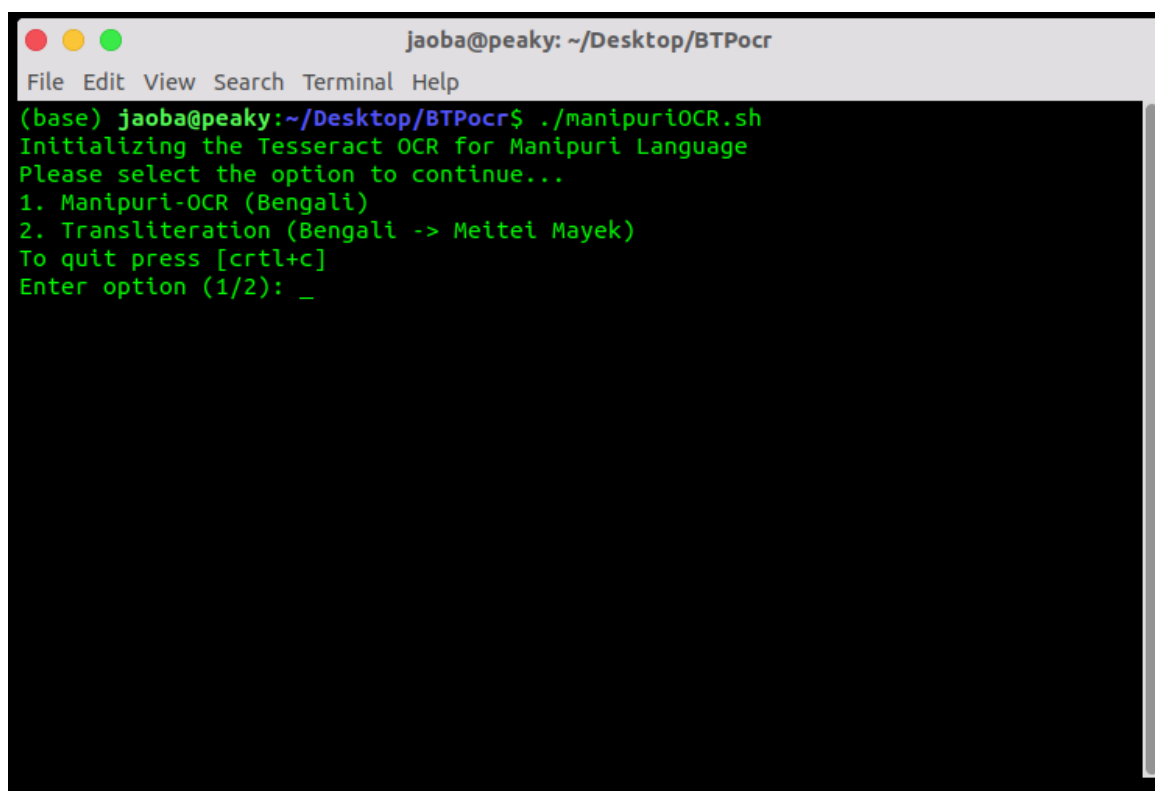 jaoba@peaky: ~/Desktop/BTPocr
File Edit View Search Terminal Help
(base) jaoba@peaky:~/Desktop/BTPocr$ ./manipuriOCR.sh
Initializing the Tesseract OCR for Manipuri Language
Please select the option to continue...
1. Manipuri-OCR (Bengali)
2. Transliteration (Bengali -> Meitei Mayek)
To quit press [crtl+c]
Enter option (1/2): _